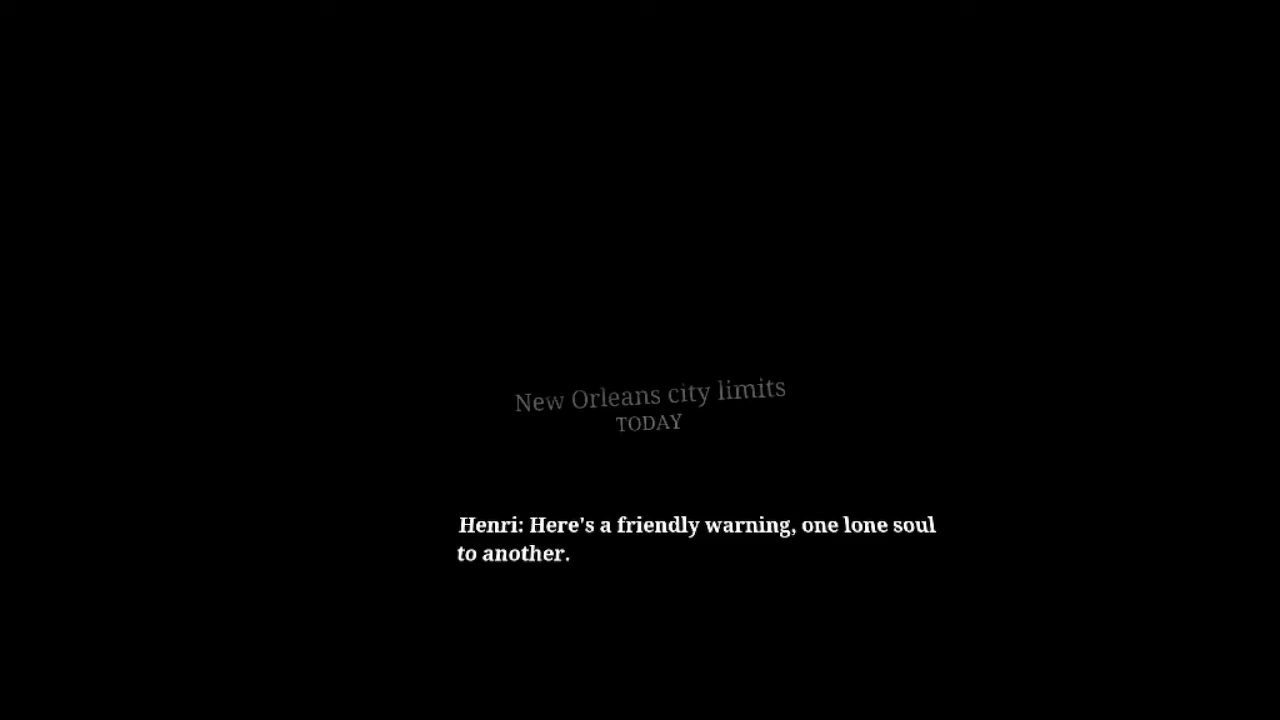 New Orleans city limits
TODAY
Henri: Here's a friendly warning, one lone soul
to another.